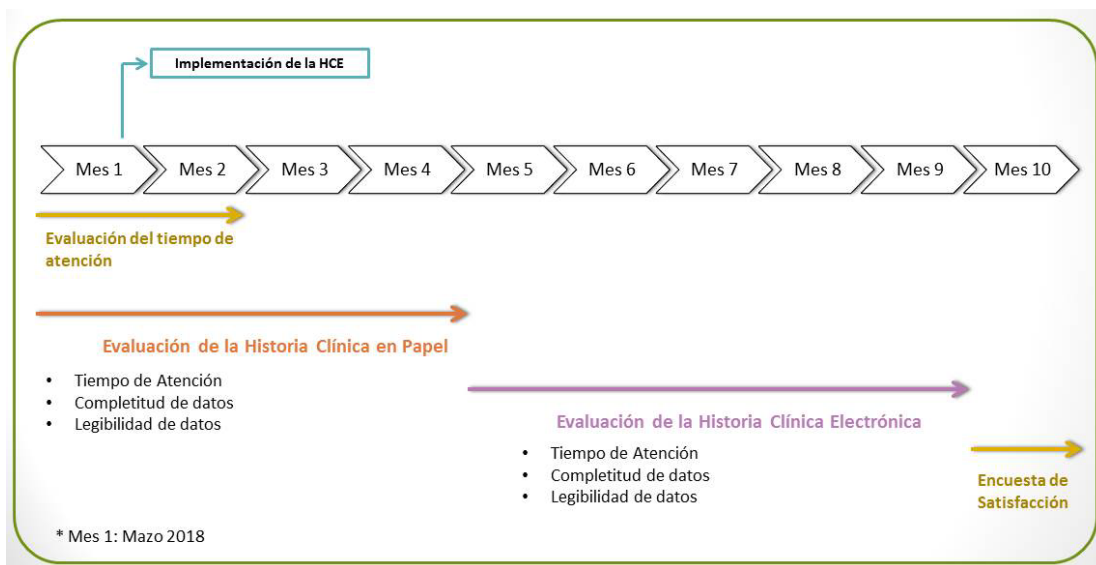 Implementación de la HCE
Mes 1 Mes 2 Mes 3 Mes 4 Mes 5 Mes 6 Mes 7 Mes 8 Mes 9 Mes 10
Evaluación del tiempo de
atención
Evaluación de la Historia Clínica en Papel
• Tiempo de Atención
• Completitud de datos
• Legibilidad de datos
Evaluación de la Historia Clínica Electrónica
• Tiempo de Atención
• Completitud de datos
• Legibilidad de datos
Encuesta de
Satisfacción
* Mes 1: Mazo 2018